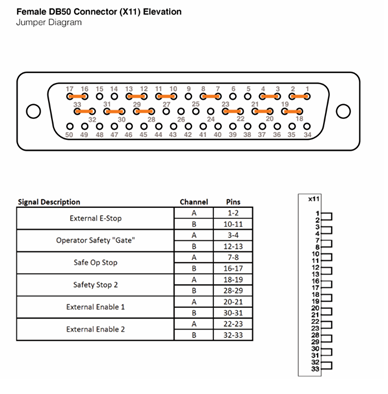 Female DB50 Connector (X11) Elevation
Jumper Diagram
17 16 15 14 13 12 11 10 9 8 7 6 5 4 3 2 1
33 31 29 27 25 23 21 19
32 30 28 26 24 22 20 18
50 49 48 47 46 45 44 43 42 41 40 39 38 37 36 35 34
Signal Description Channel Pins
External E-Stop A 1-2
B 10-11
Operator Safety "Gate" A 3-4
B 12-13
Safe Op Stop A 7-8
B 16-17
Safety Stop 2 A 18-19
B 28-29
External Enable 1 A 20-21
B 30-31
External Enable 2 A 22-23
B 32-33
x11
1
2
3
4
7
8
10
11
12
13
16
17
18
19
20
21
22
23
28
29
30
31
32
33